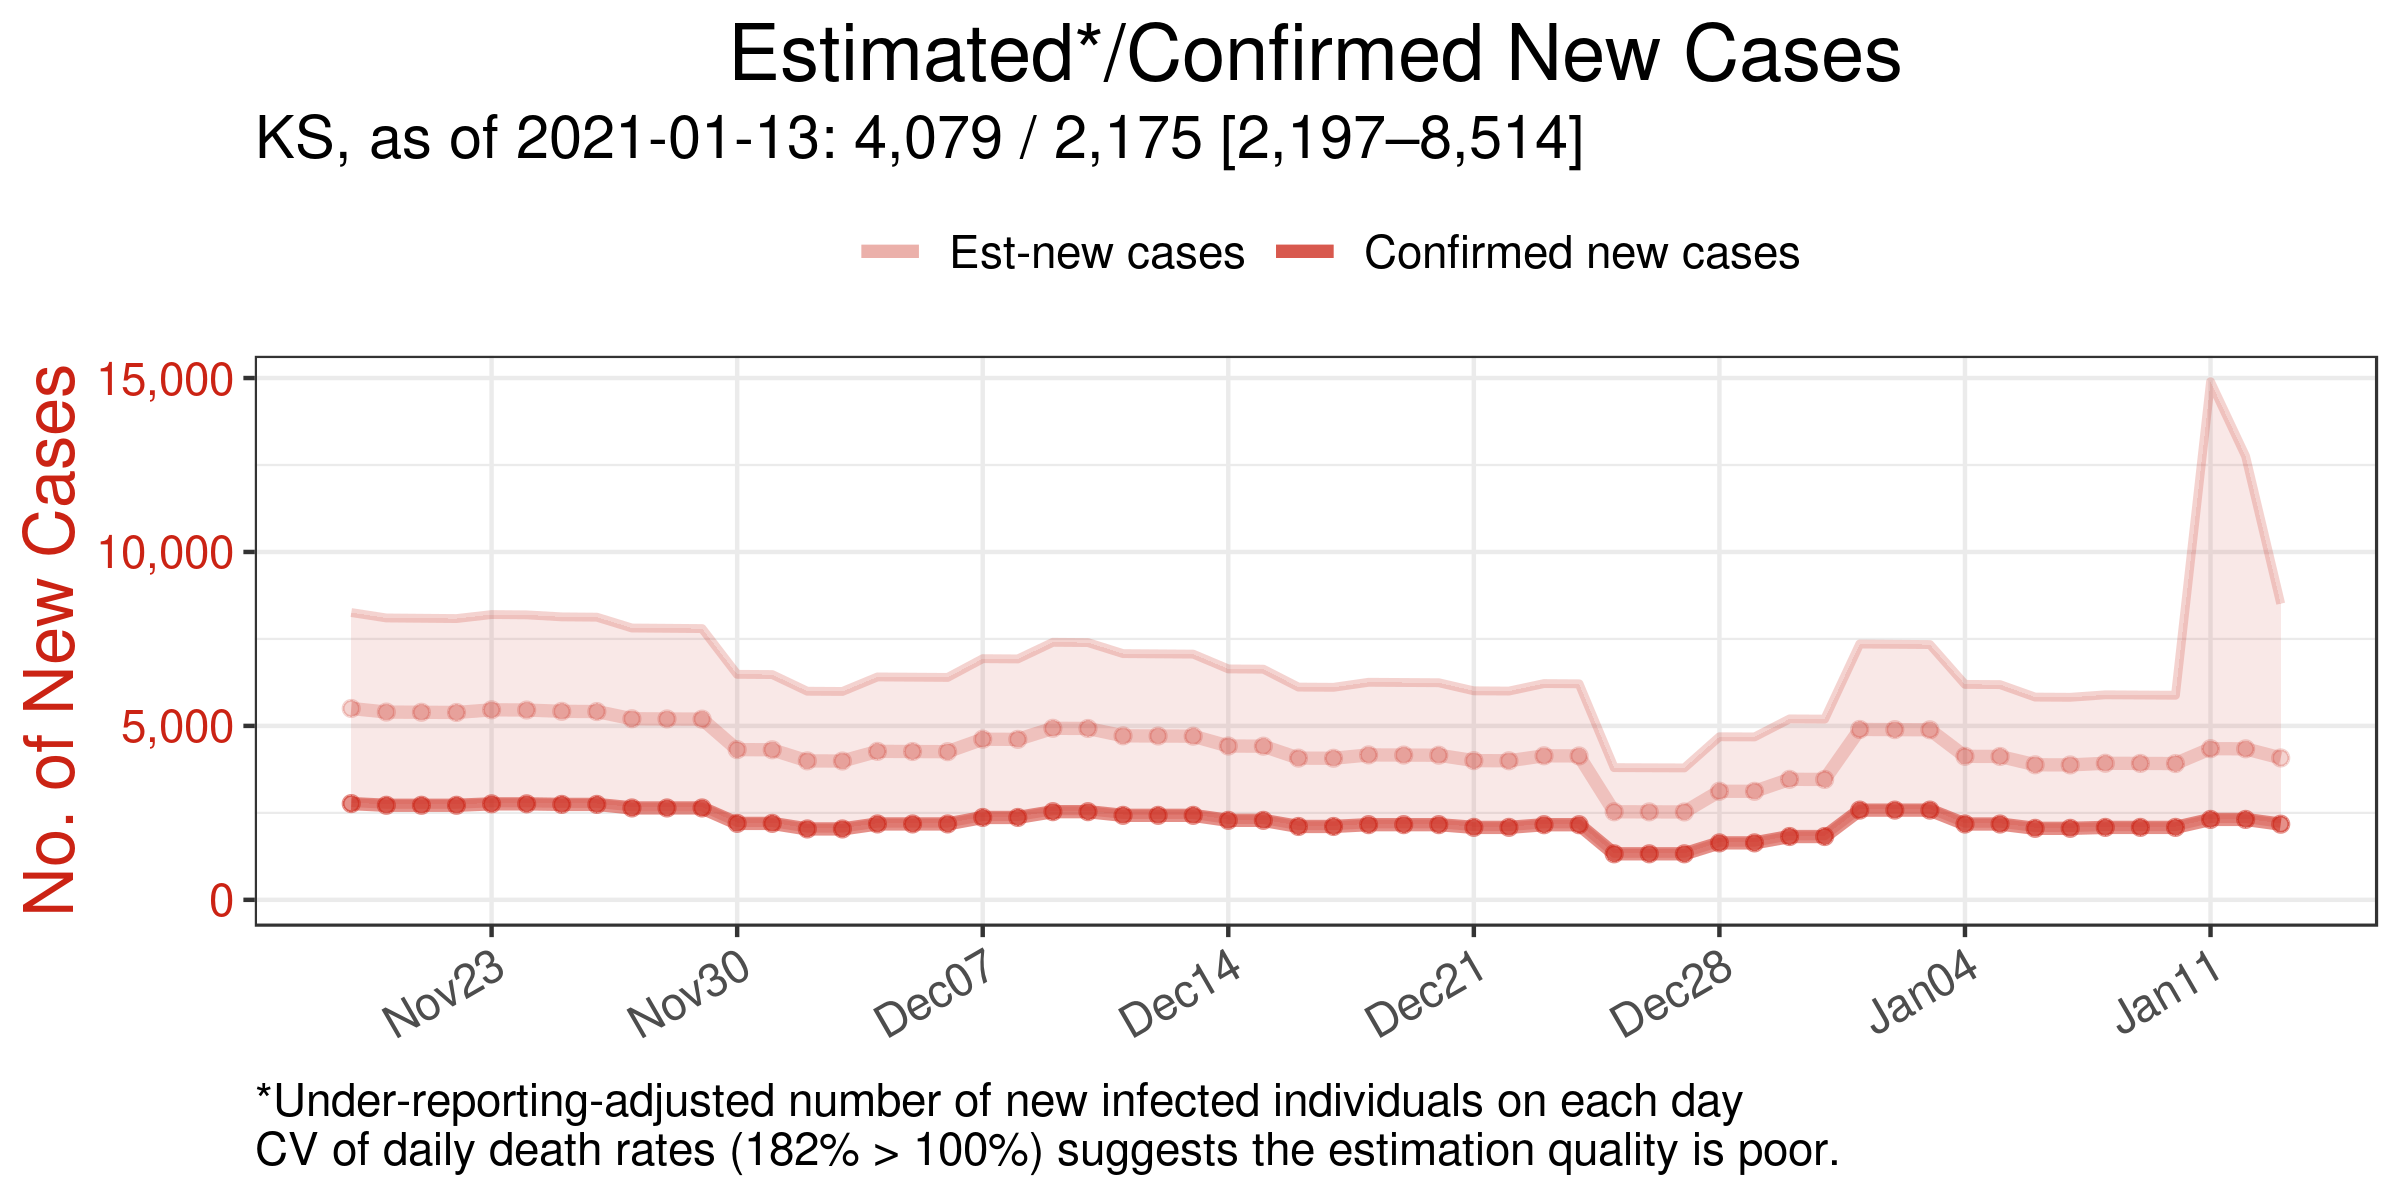 Estimated*/Confirmed New Cases
KS, as of 2021-01-13: 4,079 / 2,175 [2,197–8,514]
Est-new cases
Confirmed new cases
No. of New Cases
15,000
10,000
5,000
0
Nov23
Nov30
Dec07
Dec14
Dec21
Dec28
Jan04
Jan11
*Under-reporting-adjusted number of new infected individuals on each day
CV of daily death rates (182% > 100%) suggests the estimation quality is poor.